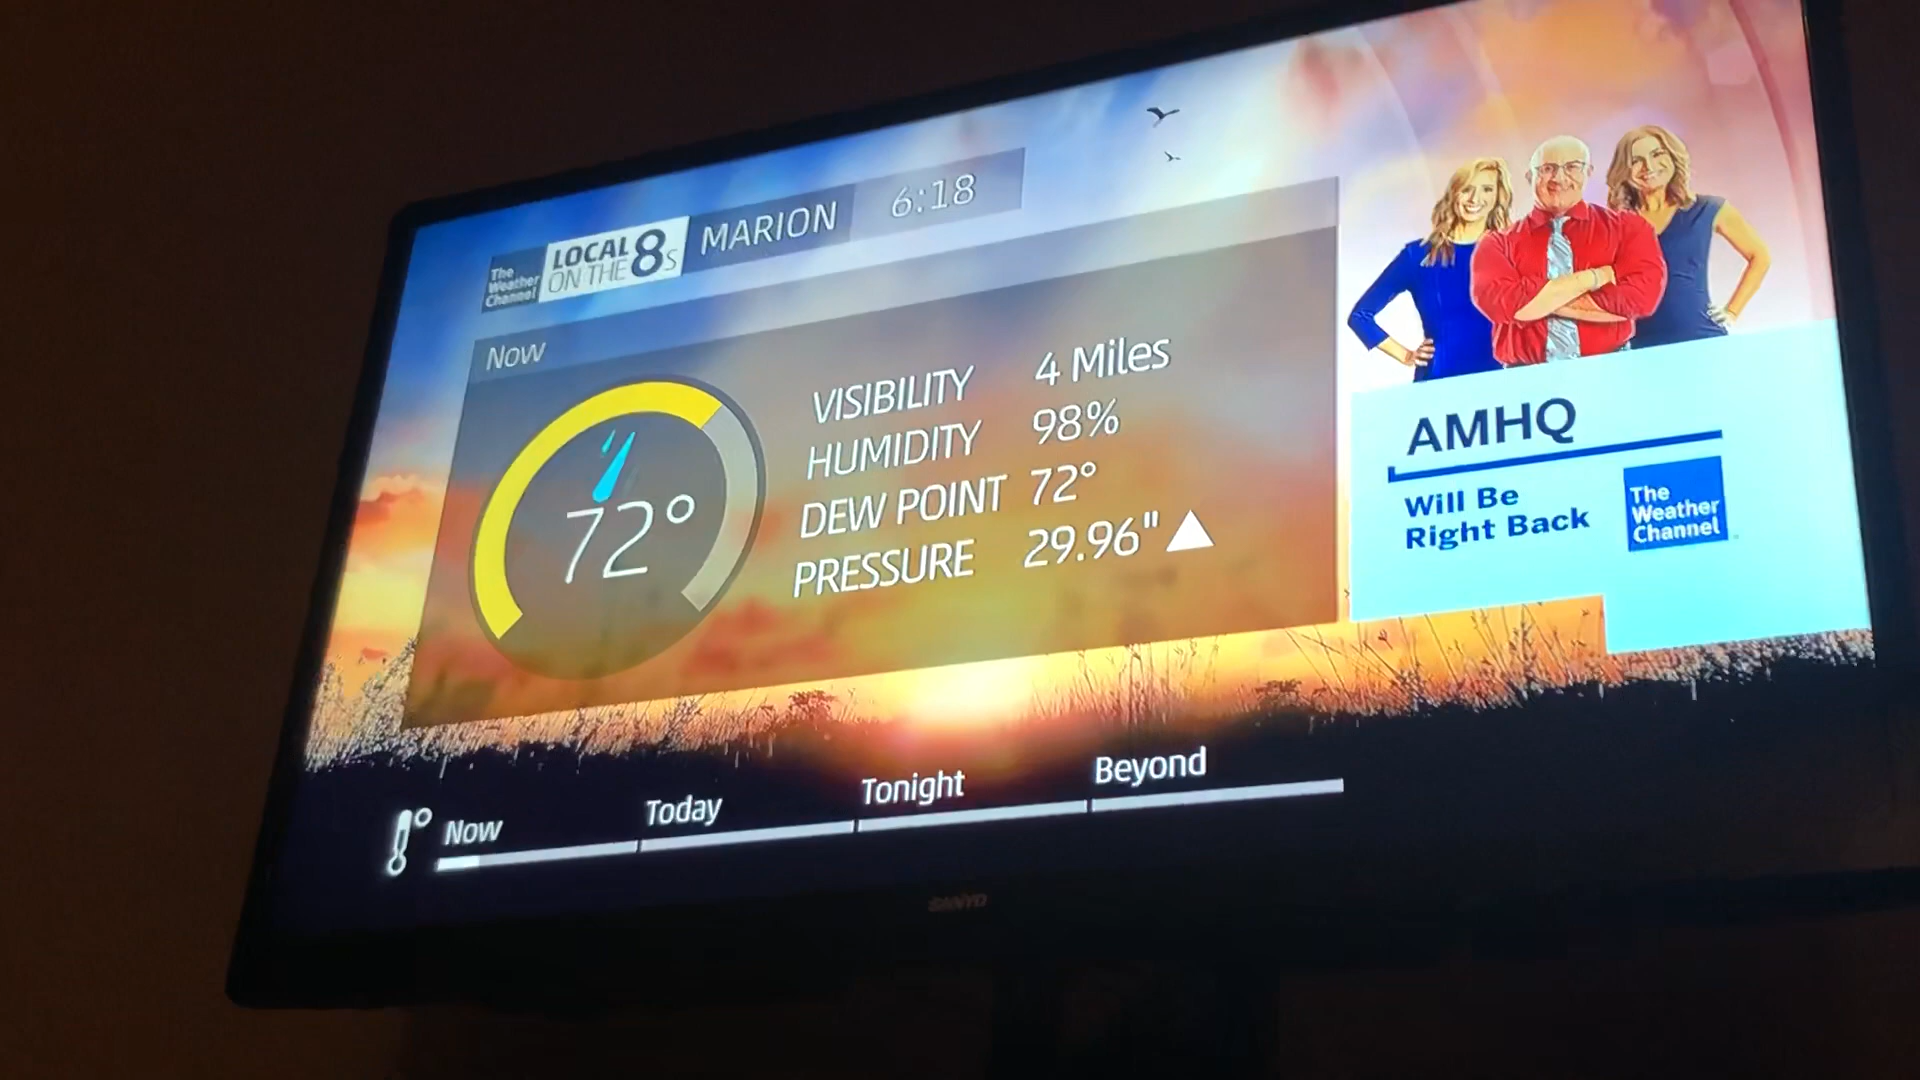 The
Weather
Channel
LOCAL
ON THE 8s
MARION
6:18
Now
72°
VISIBILITY 4 Miles
HUMIDITY 98%
DEW POINT 72°
PRESSURE 29.96"
AMHQ
Will Be
Right Back
The
Weather
Channel
Now
Today
Tonight
Beyond
SANYO